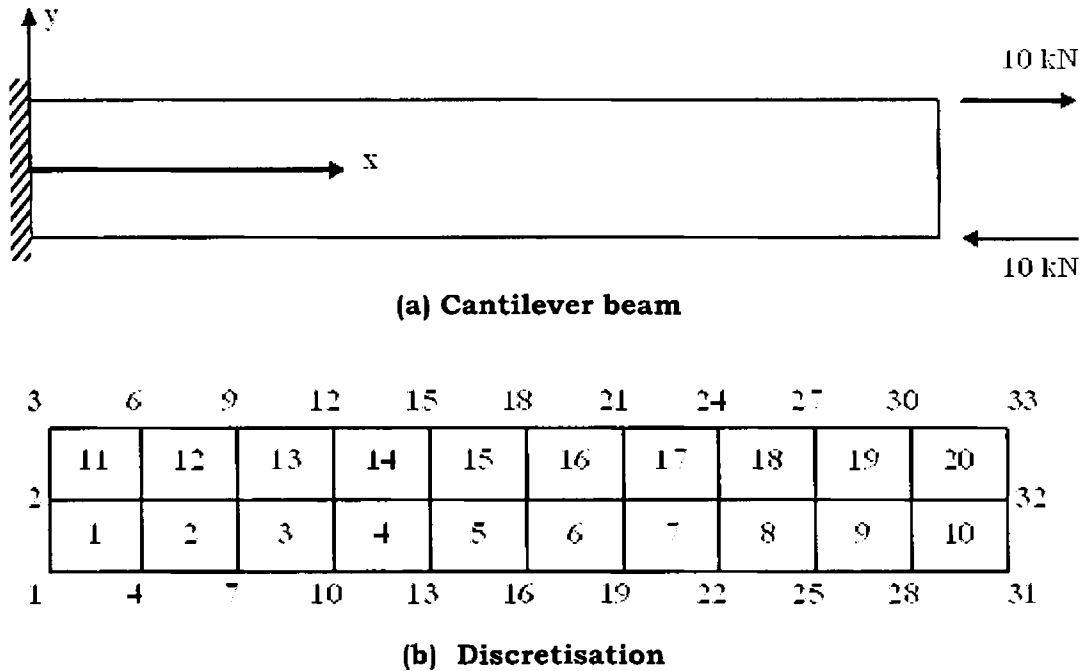 y
10 kN
x
10 kN
(a) Cantilever beam
3 6 9 12 15 18 21 24 27 30 33
11 12 13 14 15 16 17 18 19 20
2 32
1 2 3 4 5 6 7 8 9 10
1 4 7 10 13 16 19 22 25 28 31
(b) Discretisation